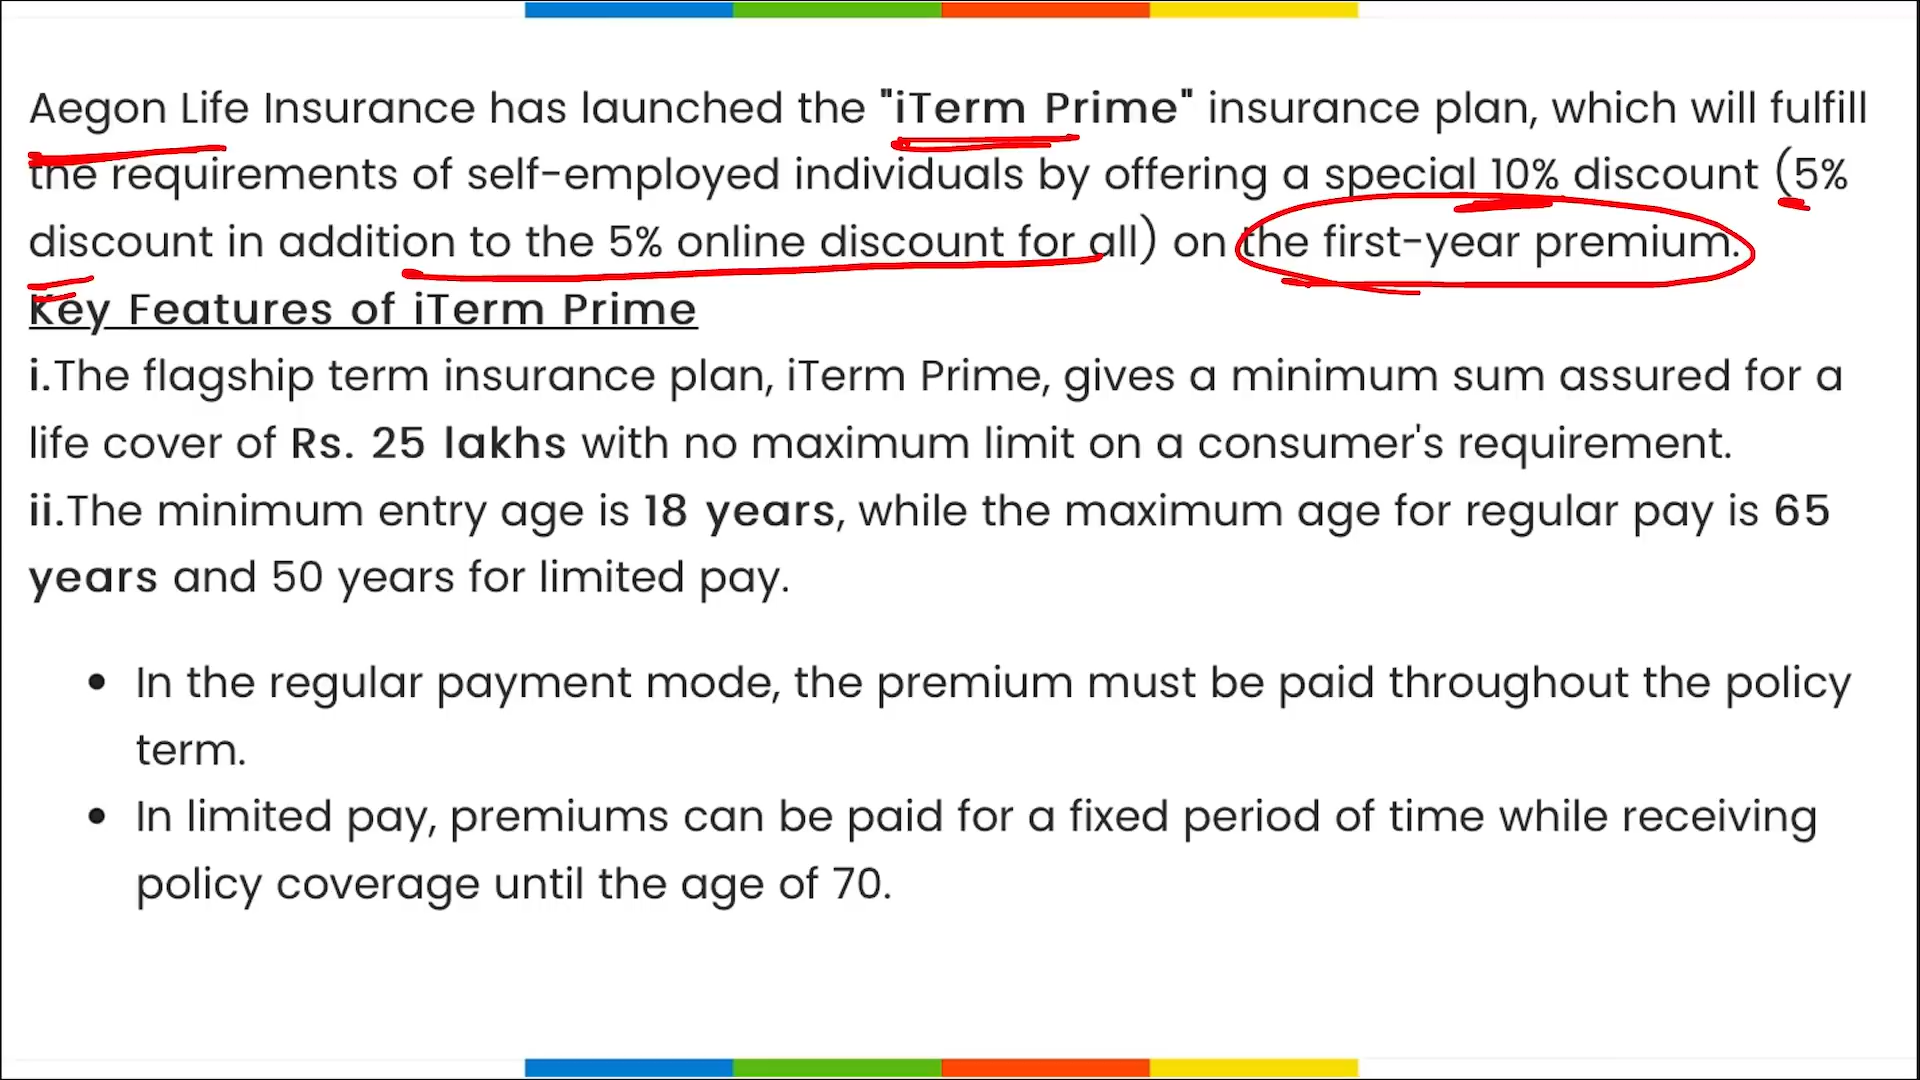 Aegon Life Insurance has launched the "iTerm Prime" insurance plan, which will fulfill
the requirements of self-employed individuals by offering a special 10% discount (5%
discount in addition to the 5% online discount for all) on the first-year premium.
Key Features of iTerm Prime
i.The flagship term insurance plan, iTerm Prime, gives a minimum sum assured for a
life cover of Rs. 25 lakhs with no maximum limit on a consumer's requirement.
ii.The minimum entry age is 18 years, while the maximum age for regular pay is 65
years and 50 years for limited pay.
• In the regular payment mode, the premium must be paid throughout the policy
term.
• In limited pay, premiums can be paid for a fixed period of time while receiving
policy coverage until the age of 70.